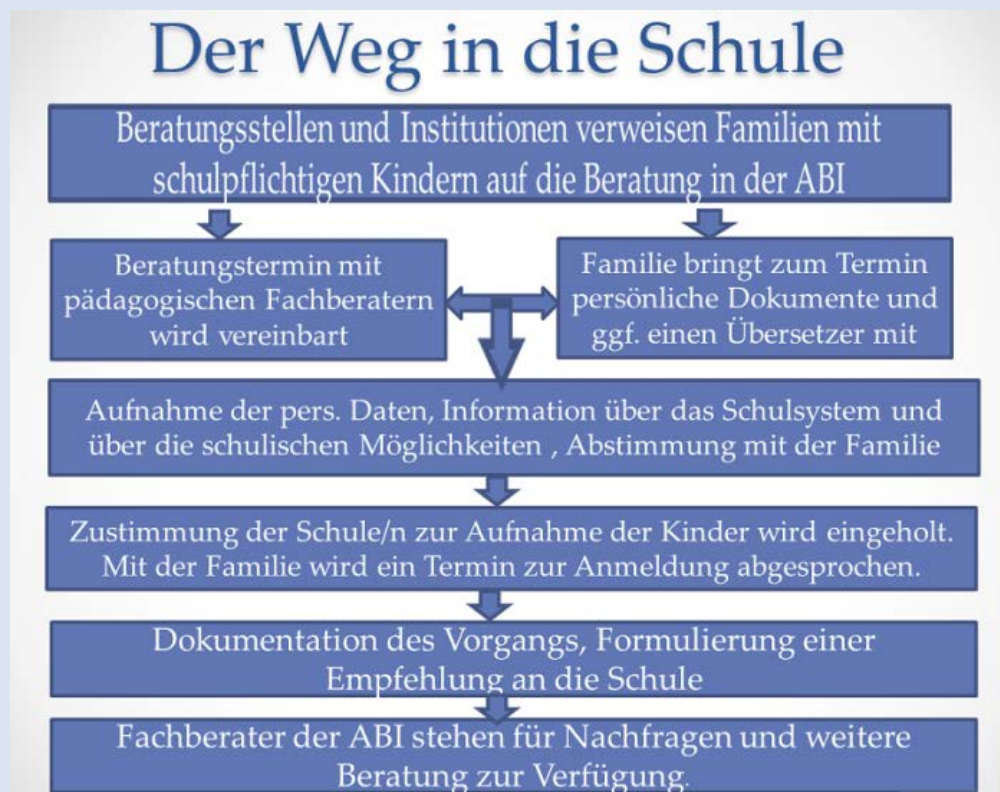 Der Weg in die Schule
Beratungsstellen und Institutionen verweisen Familien mit
schulpflichtigen Kindern auf die Beratung in der ABI
Beratungstermin mit
pädagogischen Fachberatern
wird vereinbart
Familie bringt zum Termin
persönliche Dokumente und
ggf. einen Übersetzer mit
Aufnahme der pers. Daten, Information über das Schulsystem und
über die schulischen Möglichkeiten , Abstimmung mit der Familie
Zustimmung der Schule/n zur Aufnahme der Kinder wird eingeholt.
Mit der Familie wird ein Termin zur Anmeldung abgesprochen.
Dokumentation des Vorgangs, Formulierung einer
Empfehlung an die Schule
Fachberater der ABI stehen für Nachfragen und weitere
Beratung zur Verfügung.